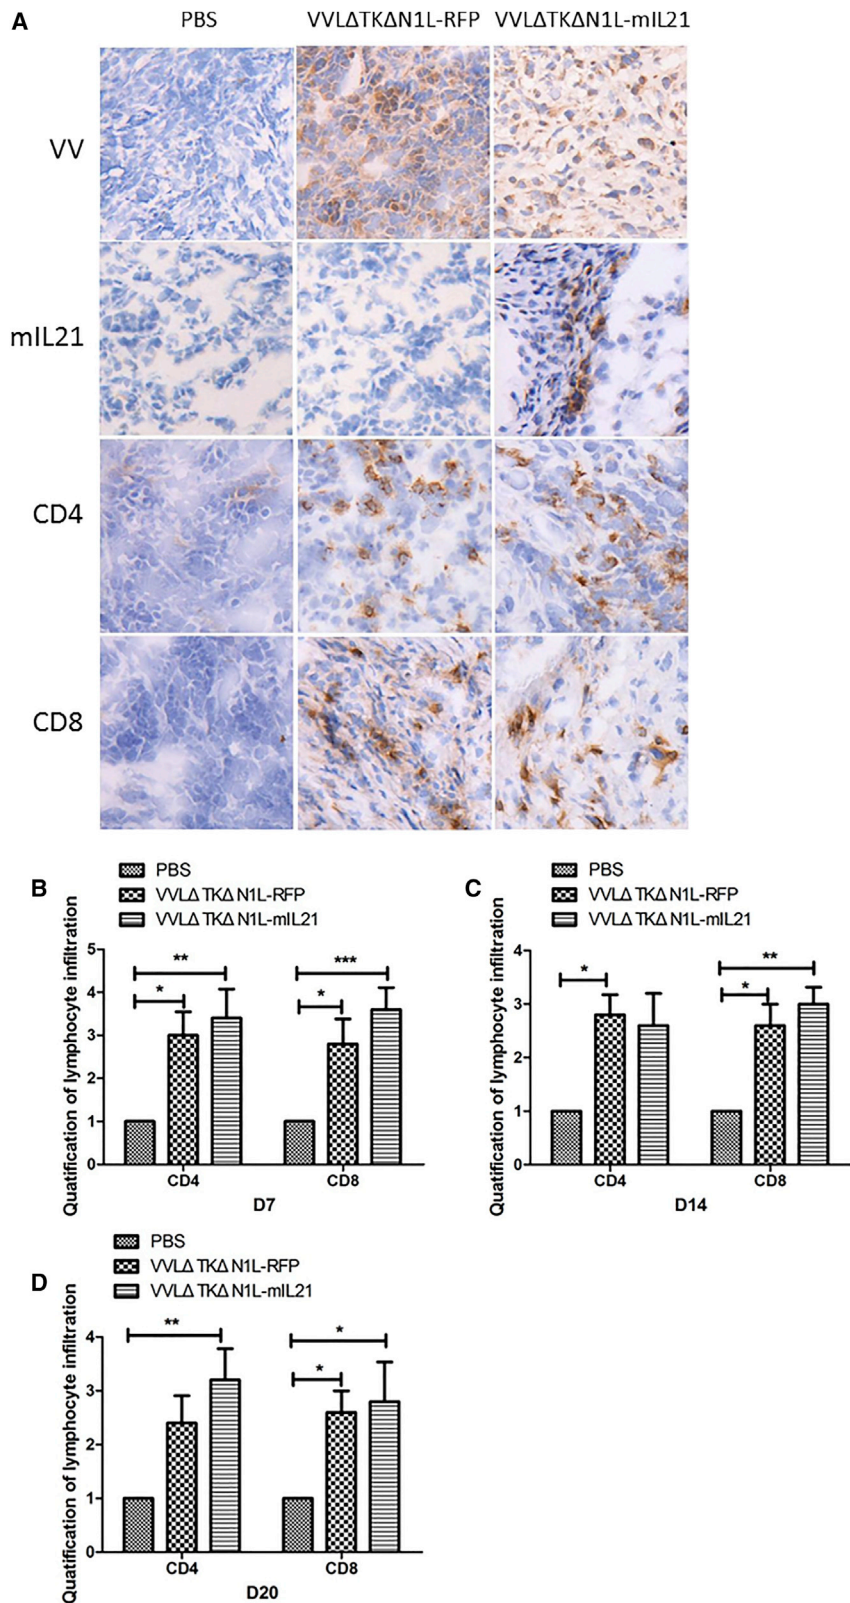 A
PBS VVLΔTKΔN1L-RFP VVLΔTKΔN1L-mIL21
VV
mIL21
CD4
CD8
B
PBS
VVLΔ TKΔ N1L-RFP
VVLΔ TKΔ N1L-mIL21
Quatification of lymphocyte infiltration
5
4
3
2
1
0
** * *** *
CD4 CD8
D7
C
PBS
VVLΔ TKΔ N1L-RFP
VVLΔ TKΔ N1L-mIL21
Quatification of lymphocyte infiltration
4
3
2
1
0
* ** *
CD4 CD8
D14
D
PBS
VVLΔ TKΔ N1L-RFP
VVLΔ TKΔ N1L-mIL21
Quatification of lymphocyte infiltration
4
3
2
1
0
** * *
CD4 CD8
D20